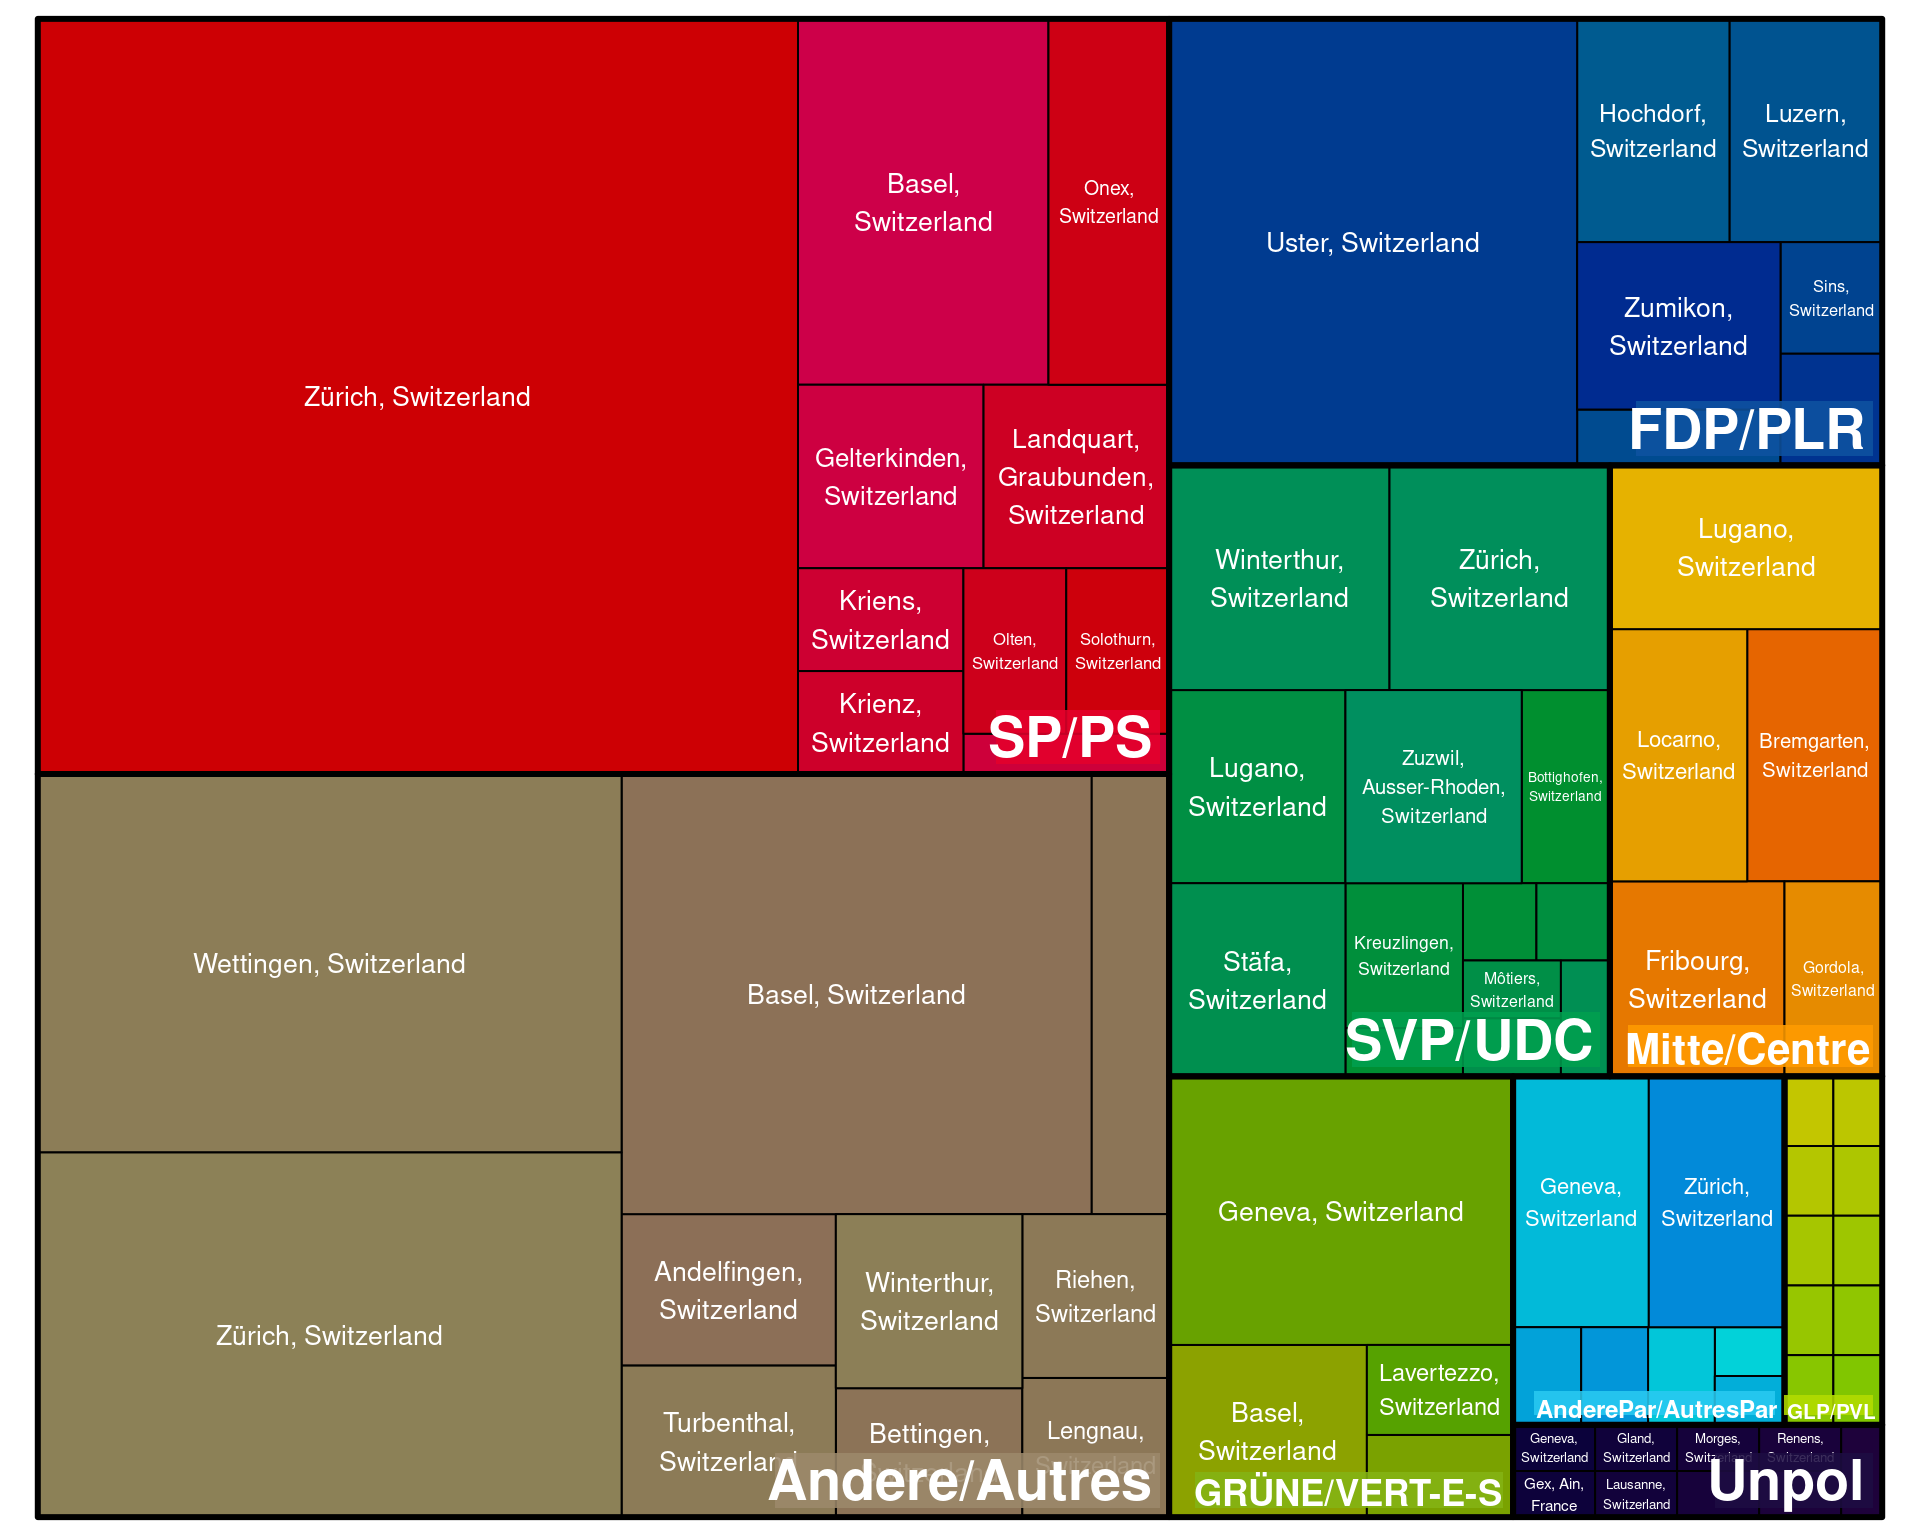 Zürich, Switzerland
Basel,
Switzerland
Onex,
Switzerland
Gelterkinden,
Switzerland
Landquart,
Graubunden,
Switzerland
Kriens,
Switzerland
Krienz,
Switzerland
Olten,
Switzerland
Solothurn,
Switzerland
SP/PS
Uster, Switzerland
Hochdorf,
Switzerland
Luzern,
Switzerland
Zumikon,
Switzerland
Sins,
Switzerland
FDP/PLR
Winterthur,
Switzerland
Zürich,
Switzerland
Lugano,
Switzerland
Zuzwil,
Ausser-Rhoden,
Switzerland
Bottighofen,
Switzerland
Stäfa,
Switzerland
Kreuzlingen,
Switzerland
Môtiers,
Switzerland
SVP/UDC
Lugano,
Switzerland
Locarno,
Switzerland
Bremgarten,
Switzerland
Fribourg,
Switzerland
Gordola,
Switzerland
Mitte/Centre
Wettingen, Switzerland
Zürich, Switzerland
Basel, Switzerland
Andelfingen,
Switzerland
Winterthur,
Switzerland
Riehen,
Switzerland
Turbenthal,
Switzerland
Bettingen,
Switzerland
Lengnau,
Switzerland
Andere/Autres
Geneva, Switzerland
Basel,
Switzerland
Lavertezzo,
Switzerland
GRÜNE/VERT-E-S
Geneva,
Switzerland
Zürich,
Switzerland
AnderePar/AutresPar
GLP/PVL
Geneva,
Switzerland
Gland,
Switzerland
Morges,
Switzerland
Renens,
Switzerland
Gex, Ain,
France
Lausanne,
Switzerland
Unpol